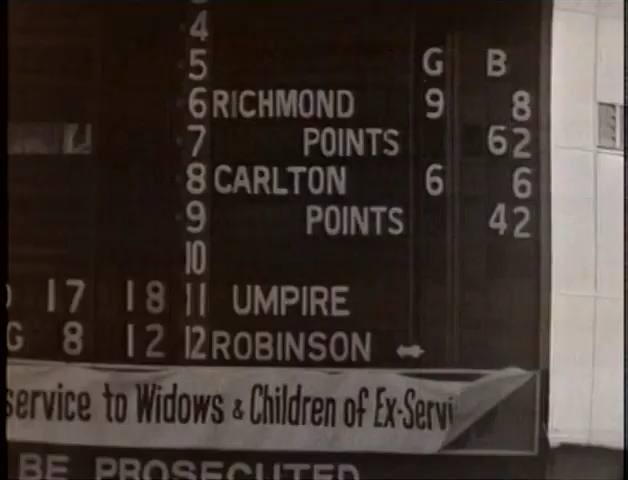 4
5 G B
6 RICHMOND 9 8
7 POINTS 62
8 CARLTON 6 6
9 POINTS 42
10
17 18 11 UMPIRE
G 8 12 12 ROBINSON
service to Widows & Children of Ex-Servi
BE PROSECUTED